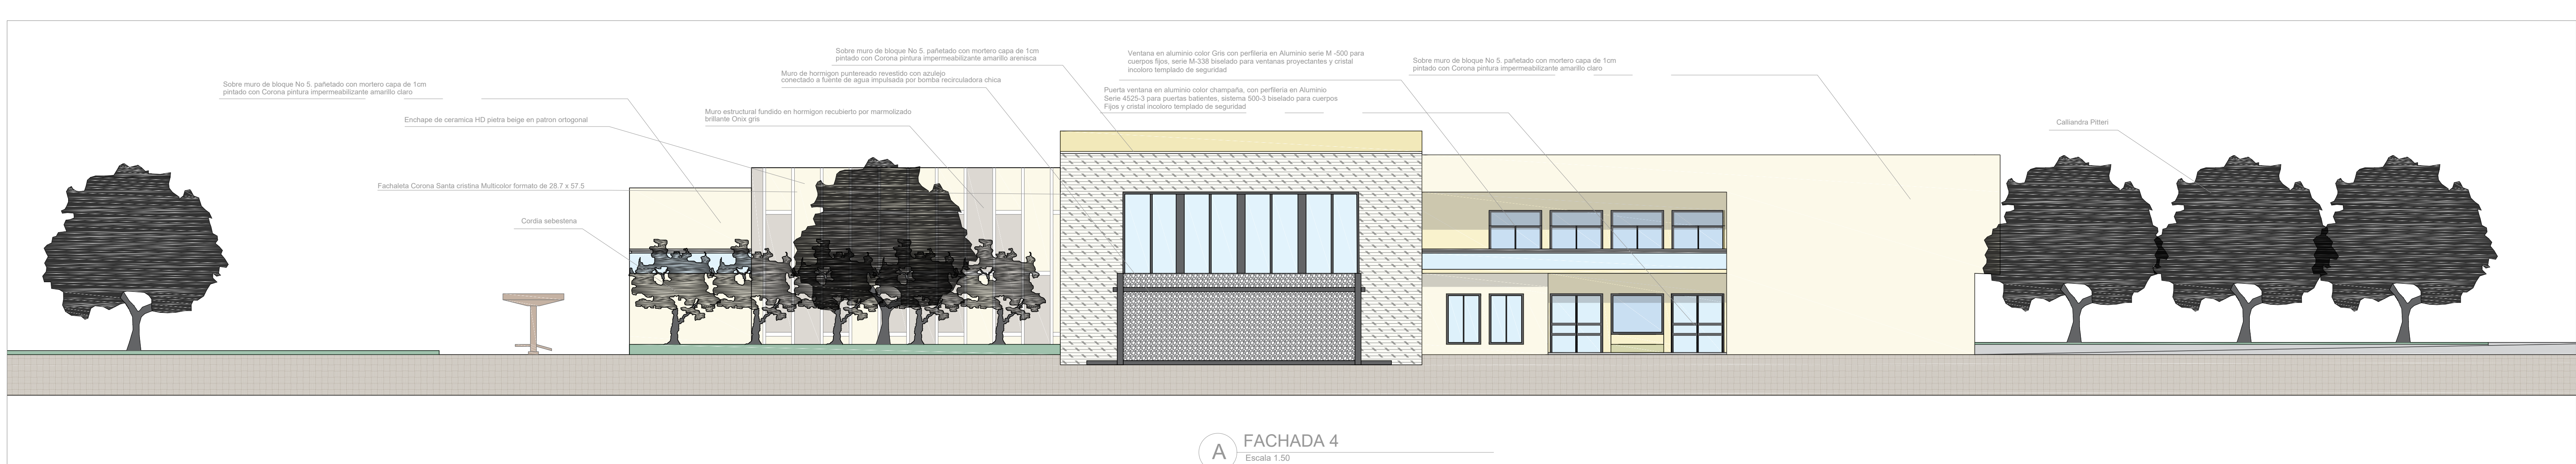 Sobre muro de bloque No 5. pañetado con mortero capa de 1cm
pintado con Corona pintura impermeabilizante amarillo arenisca
Ventana en aluminio color Gris con perfileria en Aluminio serie M -500 para
cuerpos fijos, serie M-338 biselado para ventanas proyectantes y cristal
incoloro templado de seguridad
Sobre muro de bloque No 5. pañetado con mortero capa de 1cm
pintado con Corona pintura impermeabilizante amarillo claro
Muro de hormigon puntereado revestido con azulejo
conectado a fuente de agua impulsada por bomba recirculadora chica
Sobre muro de bloque No 5. pañetado con mortero capa de 1cm
pintado con Corona pintura impermeabilizante amarillo claro
Puerta ventana en aluminio color champaña, con perfileria en Aluminio
Serie 4525-3 para puertas batientes, sistema 500-3 biselado para cuerpos
Fijos y cristal incoloro templado de seguridad
Muro estructural fundido en hormigon recubierto por marmolizado
brillante Onix gris
Enchape de ceramica HD pietra beige en patron ortogonal
Calliandra Pitteri
Fachaleta Corona Santa cristina Multicolor formato de 28.7 x 57.5
Cordia sebestena
A
FACHADA 4
Escala 1.50